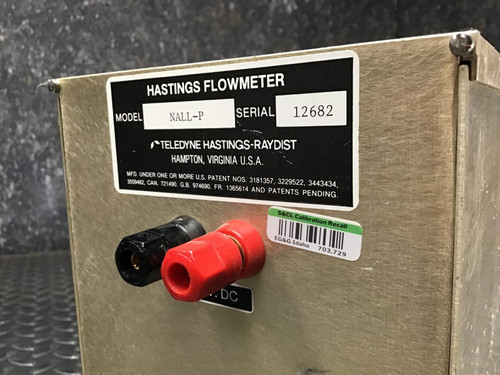 HASTINGS FLOWMETER
MODEL NALL-P SERIAL 12682
TELEDYNE HASTINGS-RAYDIST
HAMPTON, VIRGINIA U.S.A.
MFD. UNDER ONE OR MORE U.S. PATENT NOS. 3181357, 3229522, 3443434,
3559482, CAN. 721490. G.B. 974690. FR. 1365614 AND PATENTS PENDING.
S&CL Calibration Recall
EG&G Idaho 703,729
DC